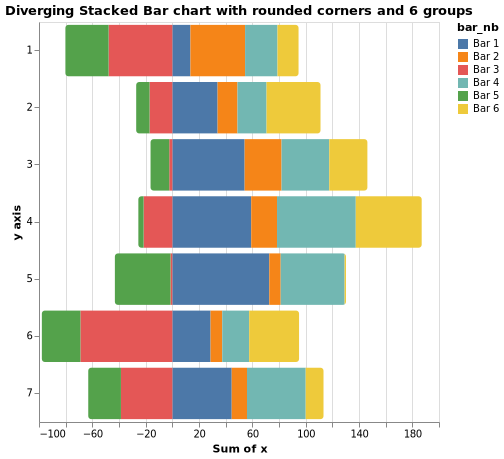 Diverging Stacked Bar chart with rounded corners and 6 groups
bar_nb
Bar 1
Bar 2
Bar 3
Bar 4
Bar 5
Bar 6
y axis
1
2
3
4
5
6
7
−100 −60 −20 20 60 100 140 180
Sum of x